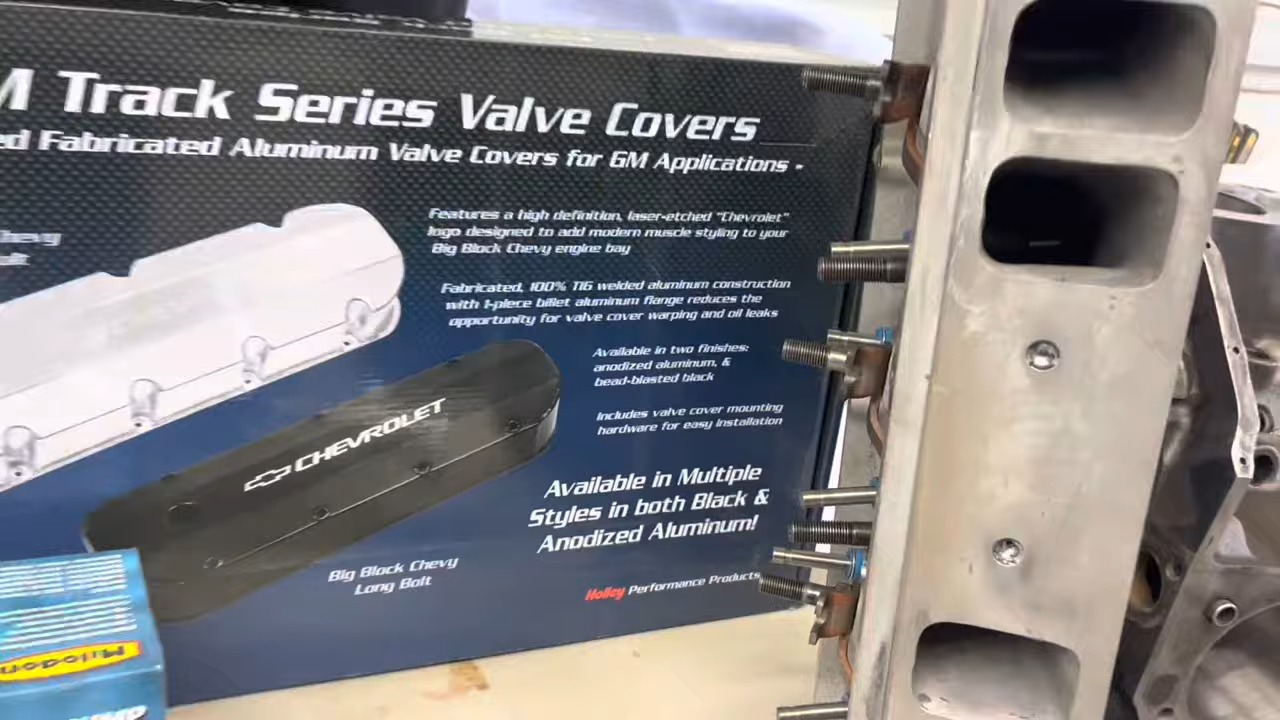 M Track Series Valve Covers
Fabricated Aluminum Valve Covers for GM Applications -
Features a high definition, laser-etched "Chevrolet"
logo designed to add modern muscle styling to your
Big Block Chevy engine bay
Fabricated, 100% TIG welded aluminum construction
with 1-piece billet aluminum flange reduces the
opportunity for valve cover warping and oil leaks
Available in two finishes:
anodized aluminum, &
bead-blasted black
Includes valve cover mounting
hardware for easy installation
CHEVROLET
Available in Multiple
Styles in both Black &
Anodized Aluminum!
Big Block Chevy
Long Bolt
Holley Performance Products
Milodon